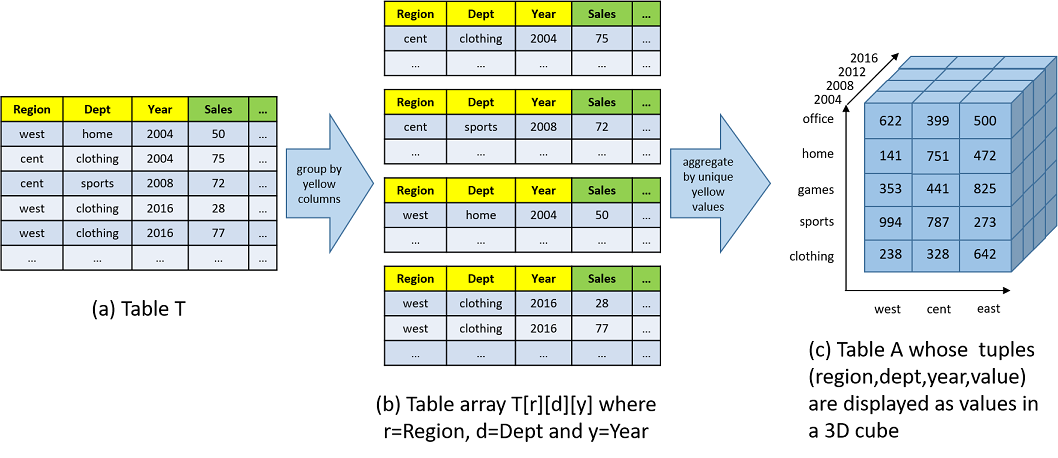 Region Dept Year Sales ...
west home 2004 50 ...
cent clothing 2004 75 ...
cent sports 2008 72 ...
west clothing 2016 28 ...
west clothing 2016 77 ...
... ... ... ... ...
(a) Table T
group by
yellow
columns
Region Dept Year Sales ...
cent clothing 2004 75 ...
... ... ... ... ...
Region Dept Year Sales ...
cent sports 2008 72 ...
... ... ... ... ...
Region Dept Year Sales ...
west home 2004 50 ...
... ... ... ... ...
Region Dept Year Sales ...
west clothing 2016 28 ...
west clothing 2016 77 ...
... ... ... ... ...
(b) Table array T[r][d][y] where
r=Region, d=Dept and y=Year
aggregate
by unique
yellow
values
2016
2012
2008
2004
office 622 399 500
home 141 751 472
games 353 441 825
sports 994 787 273
clothing 238 328 642
west cent east
(c) Table A whose tuples
(region,dept,year,value)
are displayed as values in
a 3D cube